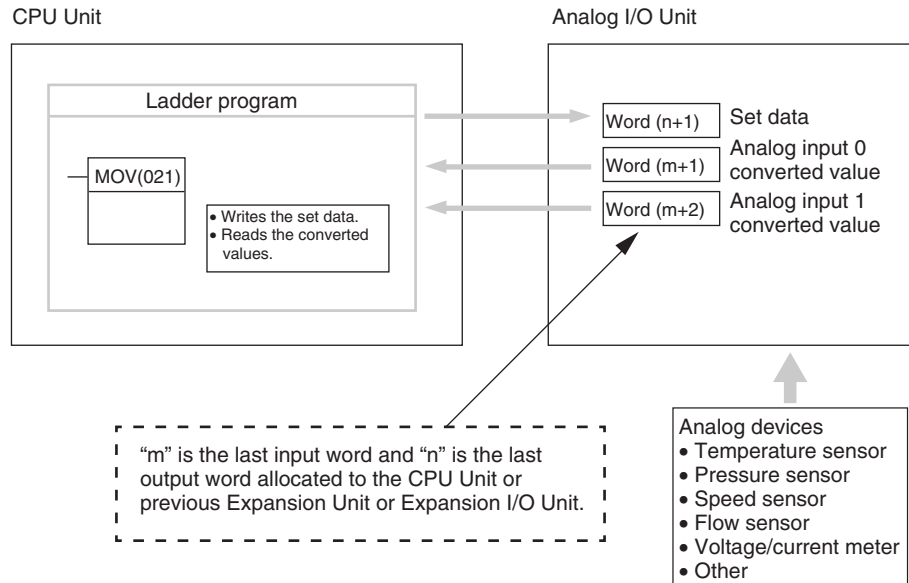 CPU Unit
Analog I/O Unit
Ladder program
MOV(021)
• Writes the set data.
• Reads the converted
values.
Word (n+1)
Set data
Word (m+1)
Analog input 0
converted value
Word (m+2)
Analog input 1
converted value
“m” is the last input word and “n” is the last
output word allocated to the CPU Unit or
previous Expansion Unit or Expansion I/O Unit.
Analog devices
• Temperature sensor
• Pressure sensor
• Speed sensor
• Flow sensor
• Voltage/current meter
• Other